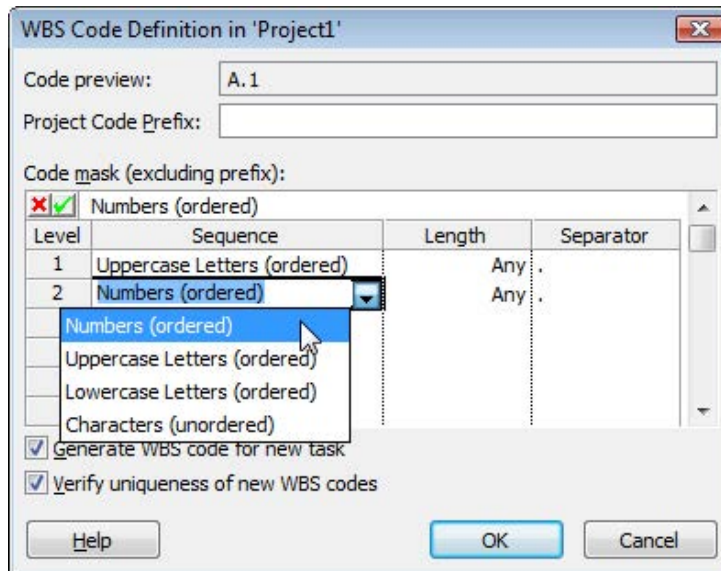 WBS Code Definition in 'Project1'
Code preview: A.1
Project Code Prefix:
Code mask (excluding prefix):
Numbers (ordered)
Level Sequence Length Separator
1 Uppercase Letters (ordered) Any .
2 Numbers (ordered) Any .
Numbers (ordered)
Uppercase Letters (ordered)
Lowercase Letters (ordered)
Characters (unordered)
Generate WBS code for new task
Verify uniqueness of new WBS codes
Help OK Cancel